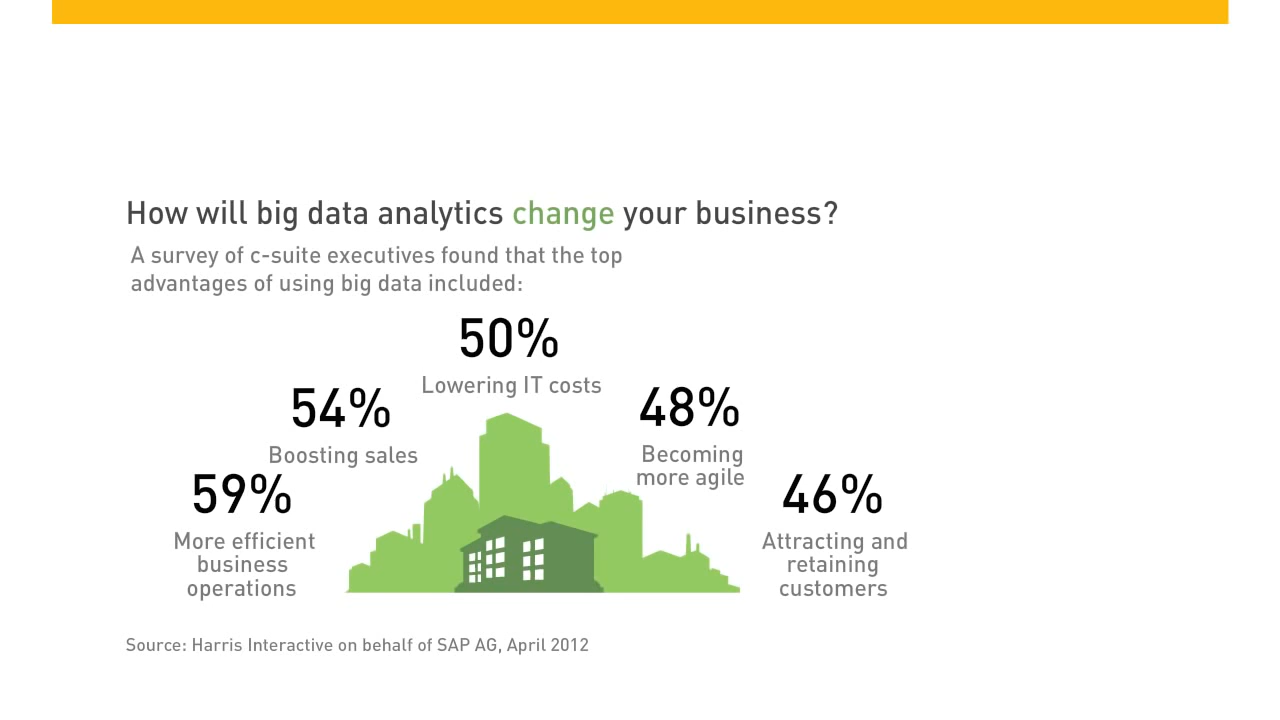 How will big data analytics change your business?
A survey of c-suite executives found that the top
advantages of using big data included:
50%
Lowering IT costs
54%
Boosting sales
48%
Becoming
more agile
59%
More efficient
business
operations
46%
Attracting and
retaining
customers
Source: Harris Interactive on behalf of SAP AG, April 2012